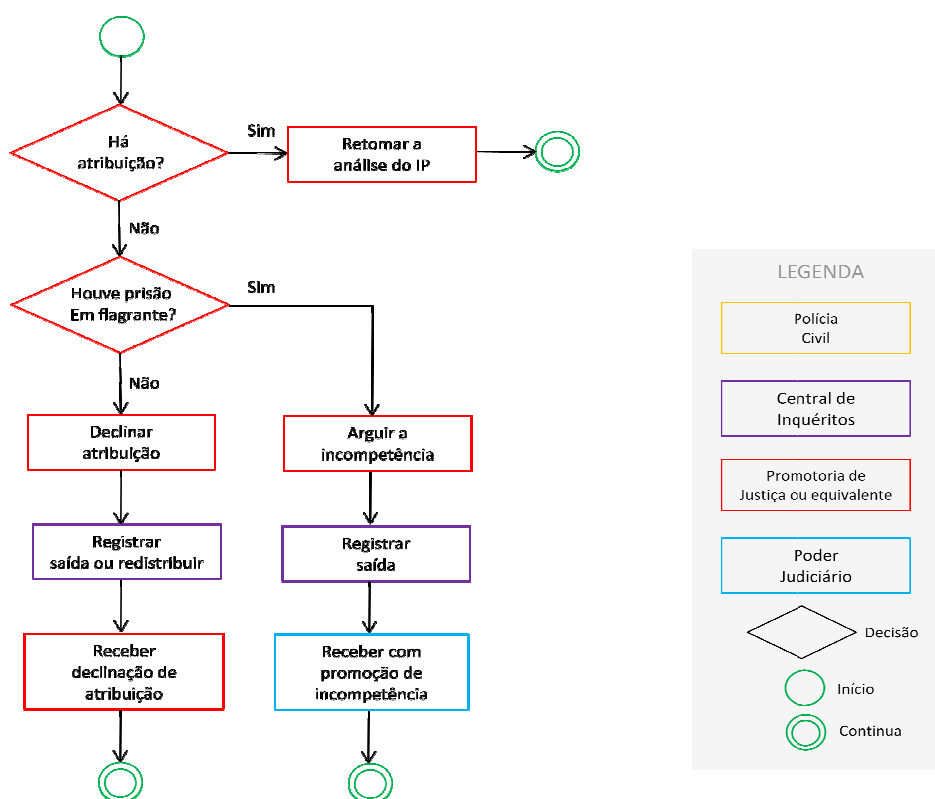 Há
atribuição?
Sim
Retomar a
análise do IP
Não
Houve prisão
Em flagrante?
Sim
Não
Declinar
atribuição
Arguir a
incompetência
Registrar
saída ou redistribuir
Registrar
saída
Receber
declinação de
atribuição
Receber com
promoção de
incompetência
LEGENDA
Polícia
Civil
Central de
Inquéritos
Promotoria de
Justiça ou equivalente
Poder
Judiciário
Decisão
Início
Continua